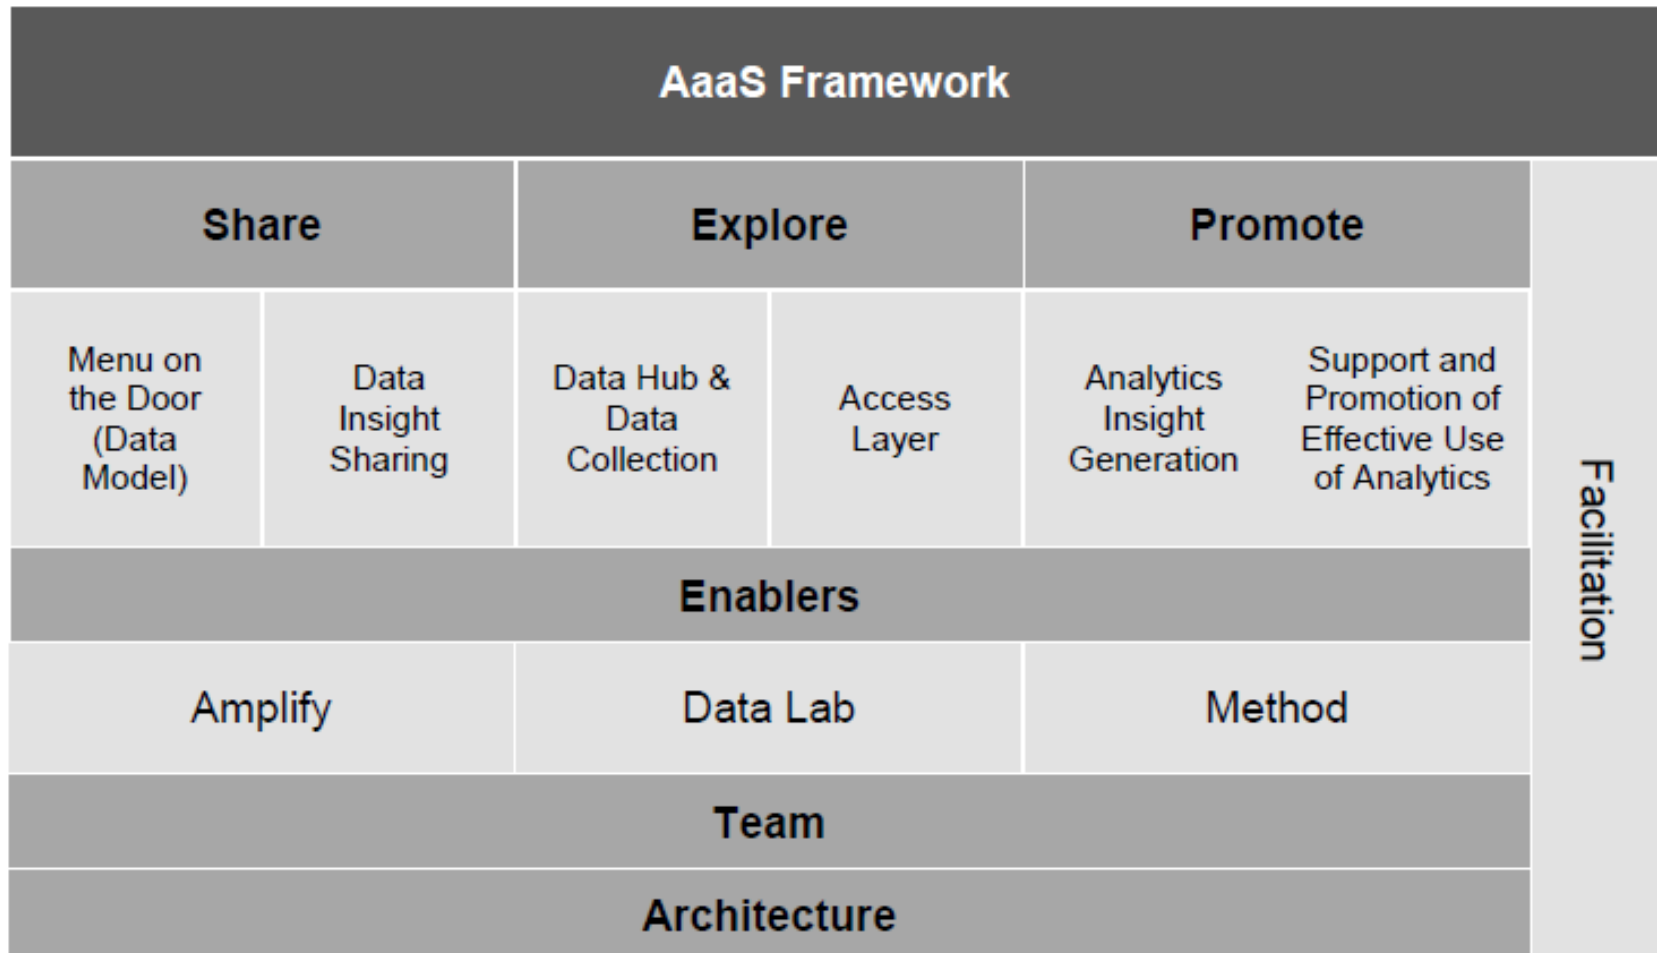 AaaS Framework
Share
Explore
Promote
Menu on
the Door
(Data
Model)
Data
Insight
Sharing
Data Hub &
Data
Collection
Access
Layer
Analytics
Insight
Generation
Support and
Promotion of
Effective Use
of Analytics
Facilitation
Enablers
Amplify
Data Lab
Method
Team
Architecture